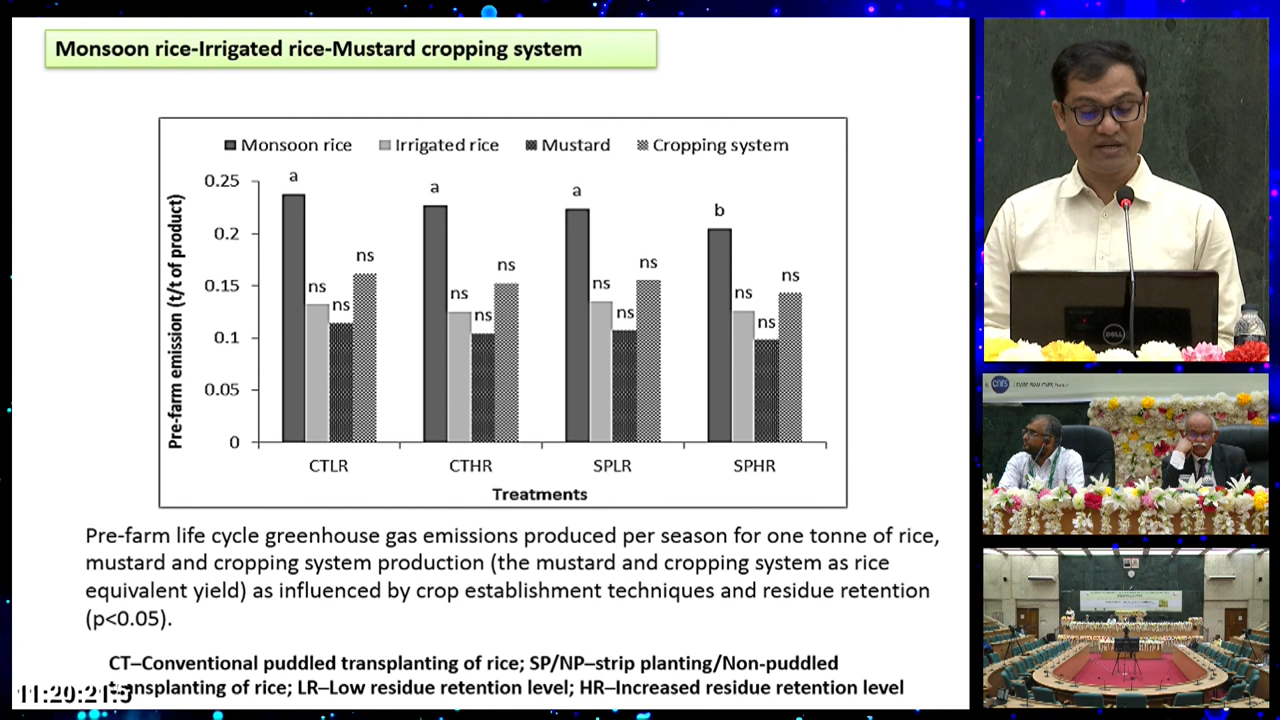 Monsoon rice-Irrigated rice-Mustard cropping system
Monsoon rice Irrigated rice Mustard Cropping system
Pre-farm emission (t/t of product)
0.25
0.2
0.15
0.1
0.05
0
a
ns
ns
ns
a
ns
ns
ns
a
ns
ns
ns
b
ns
ns
ns
CTLR CTHR SPLR SPHR
Treatments
Pre-farm life cycle greenhouse gas emissions produced per season for one tonne of rice,
mustard and cropping system production (the mustard and cropping system as rice
equivalent yield) as influenced by crop establishment techniques and residue retention
(p<0.05).
CT–Conventional puddled transplanting of rice; SP/NP–strip planting/Non-puddled
transplanting of rice; LR–Low residue retention level; HR–Increased residue retention level
11:20:21:5
DELL
cnrs